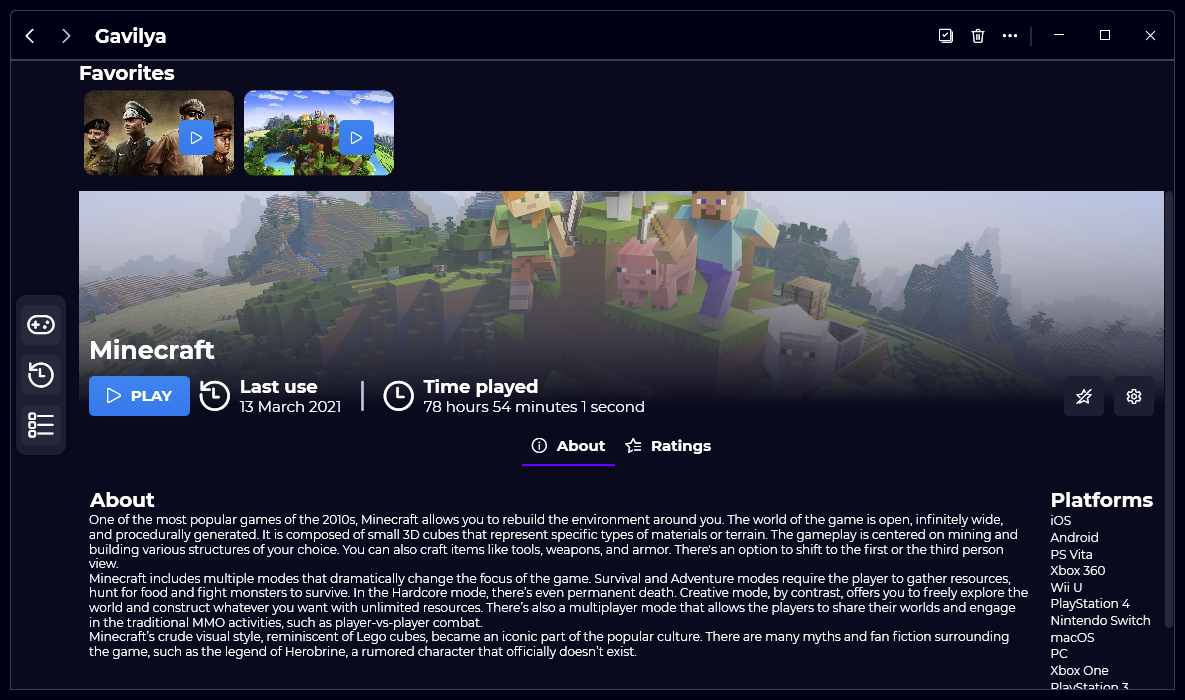 Gavilya
Favorites
Minecraft
PLAY
Last use
13 March 2021
Time played
78 hours 54 minutes 1 second
About
Ratings
About
One of the most popular games of the 2010s, Minecraft allows you to rebuild the environment around you. The world of the game is open, infinitely wide,
and procedurally generated. It is composed of small 3D cubes that represent specific types of materials or terrain. The gameplay is centered on mining and
building various structures of your choice. You can also craft items like tools, weapons, and armor. There's an option to shift to the first or the third person
view.
Minecraft includes multiple modes that dramatically change the focus of the game. Survival and Adventure modes require the player to gather resources,
hunt for food and fight monsters to survive. In the Hardcore mode, there's even permanent death. Creative mode, by contrast, offers you to freely explore the
world and construct whatever you want with unlimited resources. There's also a multiplayer mode that allows the players to share their worlds and engage
in the traditional MMO activities, such as player-vs-player combat.
Minecraft's crude visual style, reminiscent of Lego cubes, became an iconic part of the popular culture. There are many myths and fan fiction surrounding
the game, such as the legend of Herobrine, a rumored character that officially doesn't exist.
Platforms
iOS
Android
PS Vita
Xbox 360
Wii U
PlayStation 4
Nintendo Switch
macOS
PC
Xbox One
PlayStation 3